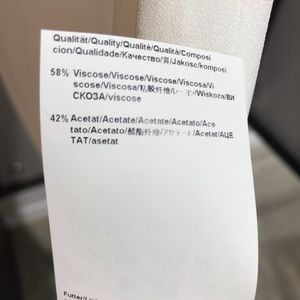 Qualität/Quality/Qualité/Qualità/Composi
cion/Qualidade/Качество/質/Jakosc/komposi
58% Viscose/Viscose/Viscose/Viscosa/Vi
scose/Viscosa/粘胶纤维/レーヨン/Wiskoza/ВИ
СКОЗА/viscose
42% Acetat/Acetate/Acetate/Acetato/Ace
tato/Acetato/醋酯纤维/アセテート/Acetat/АЦЕ
ТАТ/asetat